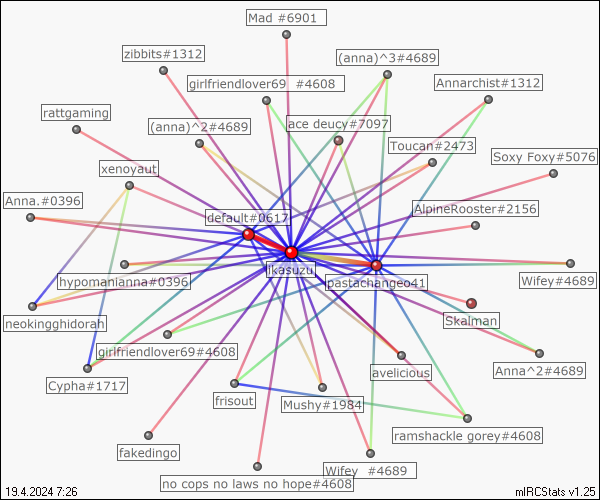 Mad #6901
zibbits#1312
(anna)^3#4689
girlfriendlover69 #4608
Annarchist#1312
rattgaming
(anna)^2#4689
ace deucy#7097
Toucan#2473
Soxy Foxy#5076
xenoyaut
Anna.#0396
default#0617
AlpineRooster#2156
jkasuzu
hypomanianna#0396
pastachangeo41
Wifey#4689
neokingghidorah
Skalman
girlfriendlover69#4608
Cypha#1717
avelicious
Anna^2#4689
frisout
Mushy#1984
ramshackle gorey#4608
fakedingo
Wifey #4689
no cops no laws no hope#4608
19.4.2024 7:26
mIRCStats v1.25